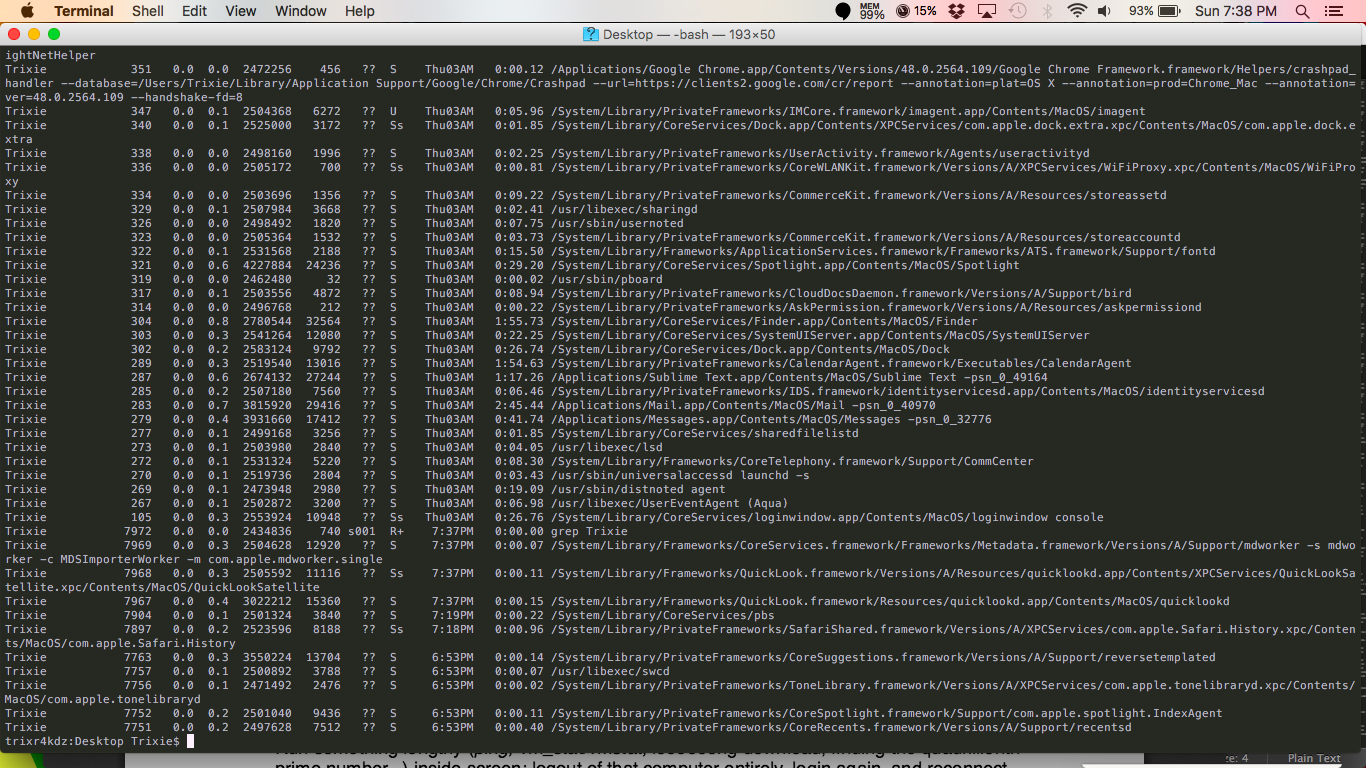 Terminal Shell Edit View Window Help MEM 99% 15% 93% Sun 7:38 PM
Desktop — -bash — 193×50
ightNetHelper
Trixie 351 0.0 0.0 2472256 456 ?? S Thu03AM 0:00.12 /Applications/Google Chrome.app/Contents/Versions/48.0.2564.109/Google Chrome Framework.framework/Helpers/crashpad_
handler --database=/Users/Trixie/Library/Application Support/Google/Chrome/Crashpad --url=https://clients2.google.com/cr/report --annotation=plat=OS X --annotation=prod=Chrome_Mac --annotation=
ver=48.0.2564.109 --handshake-fd=8
Trixie 347 0.0 0.1 2504368 6272 ?? U Thu03AM 0:05.96 /System/Library/PrivateFrameworks/IMCore.framework/imagent.app/Contents/MacOS/imagent
Trixie 340 0.0 0.1 2525000 3172 ?? Ss Thu03AM 0:01.85 /System/Library/CoreServices/Dock.app/Contents/XPCServices/com.apple.dock.extra.xpc/Contents/MacOS/com.apple.dock.e
xtra
Trixie 338 0.0 0.0 2498160 1996 ?? S Thu03AM 0:02.25 /System/Library/PrivateFrameworks/UserActivity.framework/Agents/useractivityd
Trixie 336 0.0 0.0 2505172 700 ?? Ss Thu03AM 0:00.81 /System/Library/PrivateFrameworks/CoreWLANKit.framework/Versions/A/XPCServices/WiFiProxy.xpc/Contents/MacOS/WiFiPro
xy
Trixie 334 0.0 0.0 2503696 1356 ?? S Thu03AM 0:09.22 /System/Library/PrivateFrameworks/CommerceKit.framework/Versions/A/Resources/storeassetd
Trixie 329 0.0 0.1 2507984 3668 ?? S Thu03AM 0:02.41 /usr/libexec/sharingd
Trixie 326 0.0 0.0 2498492 1820 ?? S Thu03AM 0:07.75 /usr/sbin/usernoted
Trixie 323 0.0 0.0 2505364 1532 ?? S Thu03AM 0:03.73 /System/Library/PrivateFrameworks/CommerceKit.framework/Versions/A/Resources/storeaccountd
Trixie 322 0.0 0.1 2531568 2188 ?? S Thu03AM 0:15.50 /System/Library/Frameworks/ApplicationServices.framework/Frameworks/ATS.framework/Support/fontd
Trixie 321 0.0 0.6 4227884 24236 ?? S Thu03AM 0:29.20 /System/Library/CoreServices/Spotlight.app/Contents/MacOS/Spotlight
Trixie 319 0.0 0.0 2462480 32 ?? S Thu03AM 0:00.02 /usr/sbin/pboard
Trixie 317 0.0 0.1 2503556 4872 ?? S Thu03AM 0:08.94 /System/Library/PrivateFrameworks/CloudDocsDaemon.framework/Versions/A/Support/bird
Trixie 314 0.0 0.0 2496768 212 ?? S Thu03AM 0:00.22 /System/Library/PrivateFrameworks/AskPermission.framework/Versions/A/Resources/askpermissiond
Trixie 304 0.0 0.8 2780544 32564 ?? S Thu03AM 1:55.73 /System/Library/CoreServices/Finder.app/Contents/MacOS/Finder
Trixie 303 0.0 0.3 2541264 12080 ?? S Thu03AM 0:22.25 /System/Library/CoreServices/SystemUIServer.app/Contents/MacOS/SystemUIServer
Trixie 302 0.0 0.2 2583124 9792 ?? S Thu03AM 0:26.74 /System/Library/CoreServices/Dock.app/Contents/MacOS/Dock
Trixie 289 0.0 0.3 2519540 13016 ?? S Thu03AM 1:54.63 /System/Library/PrivateFrameworks/CalendarAgent.framework/Executables/CalendarAgent
Trixie 287 0.0 0.6 2674132 27244 ?? S Thu03AM 1:17.26 /Applications/Sublime Text.app/Contents/MacOS/Sublime Text -psn_0_49164
Trixie 285 0.0 0.2 2507180 7560 ?? S Thu03AM 0:06.46 /System/Library/PrivateFrameworks/IDS.framework/identityservicesd.app/Contents/MacOS/identityservicesd
Trixie 283 0.0 0.7 3815920 29416 ?? S Thu03AM 2:45.44 /Applications/Mail.app/Contents/MacOS/Mail -psn_0_40970
Trixie 279 0.0 0.4 3931660 17412 ?? S Thu03AM 0:41.74 /Applications/Messages.app/Contents/MacOS/Messages -psn_0_32776
Trixie 277 0.0 0.1 2499168 3256 ?? S Thu03AM 0:01.85 /System/Library/CoreServices/sharedfilelistd
Trixie 273 0.0 0.1 2503980 2840 ?? S Thu03AM 0:04.05 /usr/libexec/lsd
Trixie 272 0.0 0.1 2531324 5220 ?? S Thu03AM 0:08.30 /System/Library/Frameworks/CoreTelephony.framework/Support/CommCenter
Trixie 270 0.0 0.1 2519736 2804 ?? S Thu03AM 0:03.43 /usr/sbin/universalaccessd launchd -s
Trixie 269 0.0 0.1 2473948 2980 ?? S Thu03AM 0:19.09 /usr/sbin/distnoted agent
Trixie 267 0.0 0.1 2502872 3200 ?? S Thu03AM 0:06.98 /usr/libexec/UserEventAgent (Aqua)
Trixie 105 0.0 0.3 2553924 10948 ?? Ss Thu03AM 0:26.76 /System/Library/CoreServices/loginwindow.app/Contents/MacOS/loginwindow console
Trixie 7972 0.0 0.0 2434836 740 s001 R+ 7:37PM 0:00.00 grep Trixie
Trixie 7969 0.0 0.3 2504628 12920 ?? S 7:37PM 0:00.07 /System/Library/Frameworks/CoreServices.framework/Frameworks/Metadata.framework/Versions/A/Support/mdworker -s mdwo
rker -c MDSImporterWorker -m com.apple.mdworker.single
Trixie 7968 0.0 0.3 2505592 11116 ?? Ss 7:37PM 0:00.11 /System/Library/Frameworks/QuickLook.framework/Versions/A/Resources/quicklookd.app/Contents/XPCServices/QuickLookSa
tellite.xpc/Contents/MacOS/QuickLookSatellite
Trixie 7967 0.0 0.4 3022212 15360 ?? S 7:37PM 0:00.15 /System/Library/Frameworks/QuickLook.framework/Resources/quicklookd.app/Contents/MacOS/quicklookd
Trixie 7904 0.0 0.1 2501324 3840 ?? S 7:19PM 0:00.22 /System/Library/CoreServices/pbs
Trixie 7897 0.0 0.2 2523596 8188 ?? Ss 7:18PM 0:00.96 /System/Library/PrivateFrameworks/SafariShared.framework/Versions/A/XPCServices/com.apple.Safari.History.xpc/Conten
ts/MacOS/com.apple.Safari.History
Trixie 7763 0.0 0.3 3550224 13704 ?? S 6:53PM 0:00.14 /System/Library/PrivateFrameworks/CoreSuggestions.framework/Versions/A/Support/reversetemplated
Trixie 7757 0.0 0.1 2500892 3788 ?? S 6:53PM 0:00.07 /usr/libexec/swcd
Trixie 7756 0.0 0.1 2471492 2476 ?? S 6:53PM 0:00.02 /System/Library/PrivateFrameworks/ToneLibrary.framework/Versions/A/XPCServices/com.apple.tonelibraryd.xpc/Contents/
MacOS/com.apple.tonelibraryd
Trixie 7752 0.0 0.2 2501040 9436 ?? S 6:53PM 0:00.11 /System/Library/PrivateFrameworks/CoreSpotlight.framework/Support/com.apple.spotlight.IndexAgent
Trixie 7751 0.0 0.2 2497628 7512 ?? S 6:53PM 0:00.40 /System/Library/PrivateFrameworks/CoreRecents.framework/Versions/A/Support/recentsd
trixr4kdz:Desktop Trixie$
prime number...) inside screen; logout of that computer entirely, login again, and reconnect
ze: 4 Plain Text